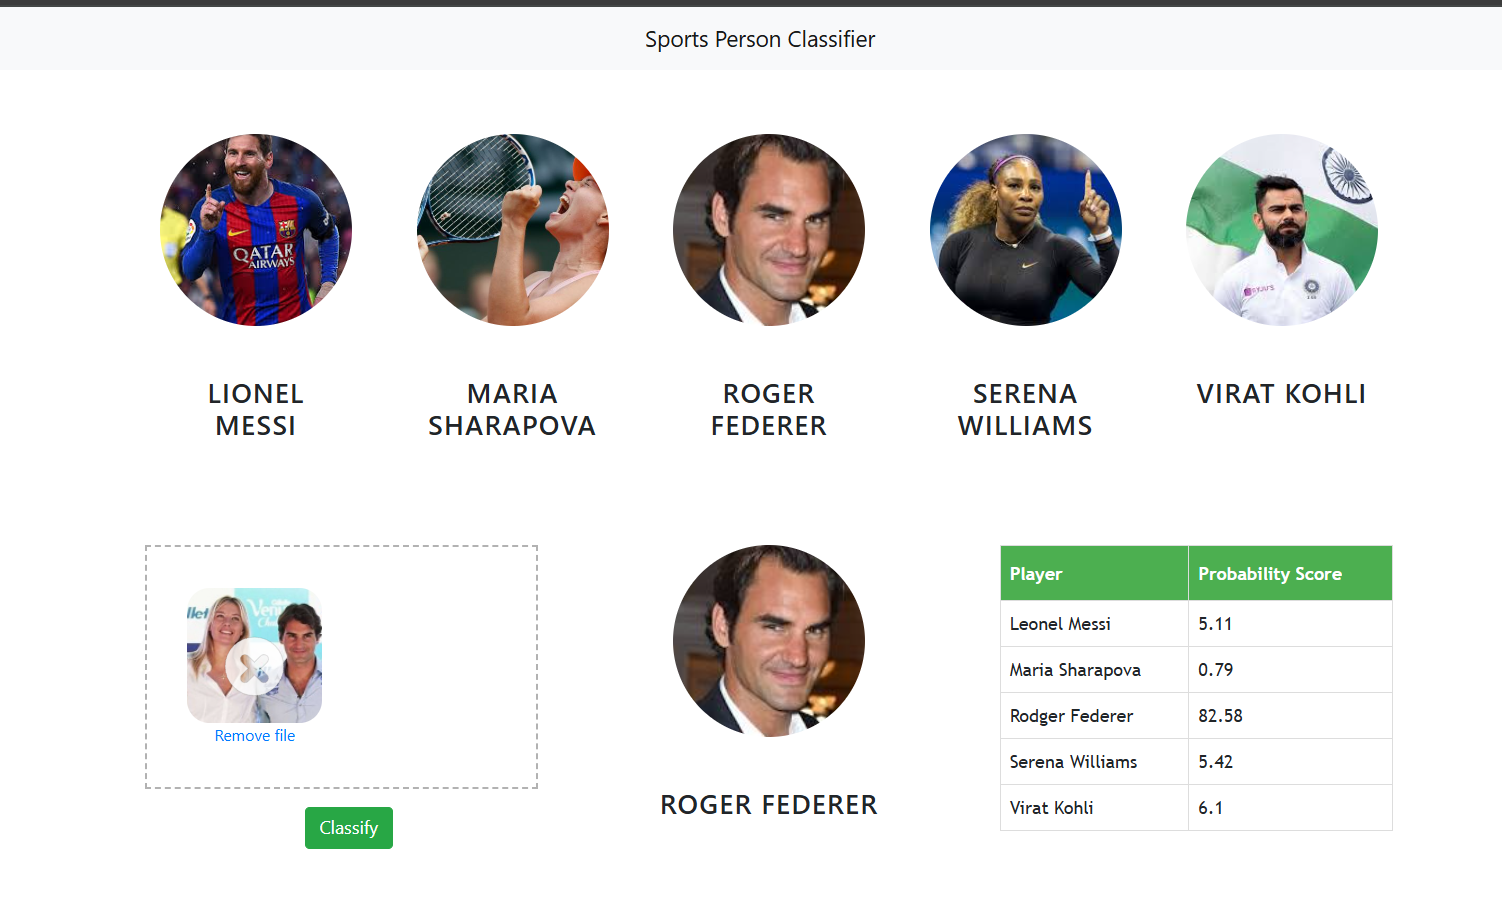 Sports Person Classifier
QATAR
AIRWAYS
BYJU'S
LIONEL
MESSI
MARIA
SHARAPOVA
ROGER
FEDERER
SERENA
WILLIAMS
VIRAT KOHLI
Remove file
Classify
ROGER FEDERER
Player Probability Score
Leonel Messi 5.11
Maria Sharapova 0.79
Rodger Federer 82.58
Serena Williams 5.42
Virat Kohli 6.1